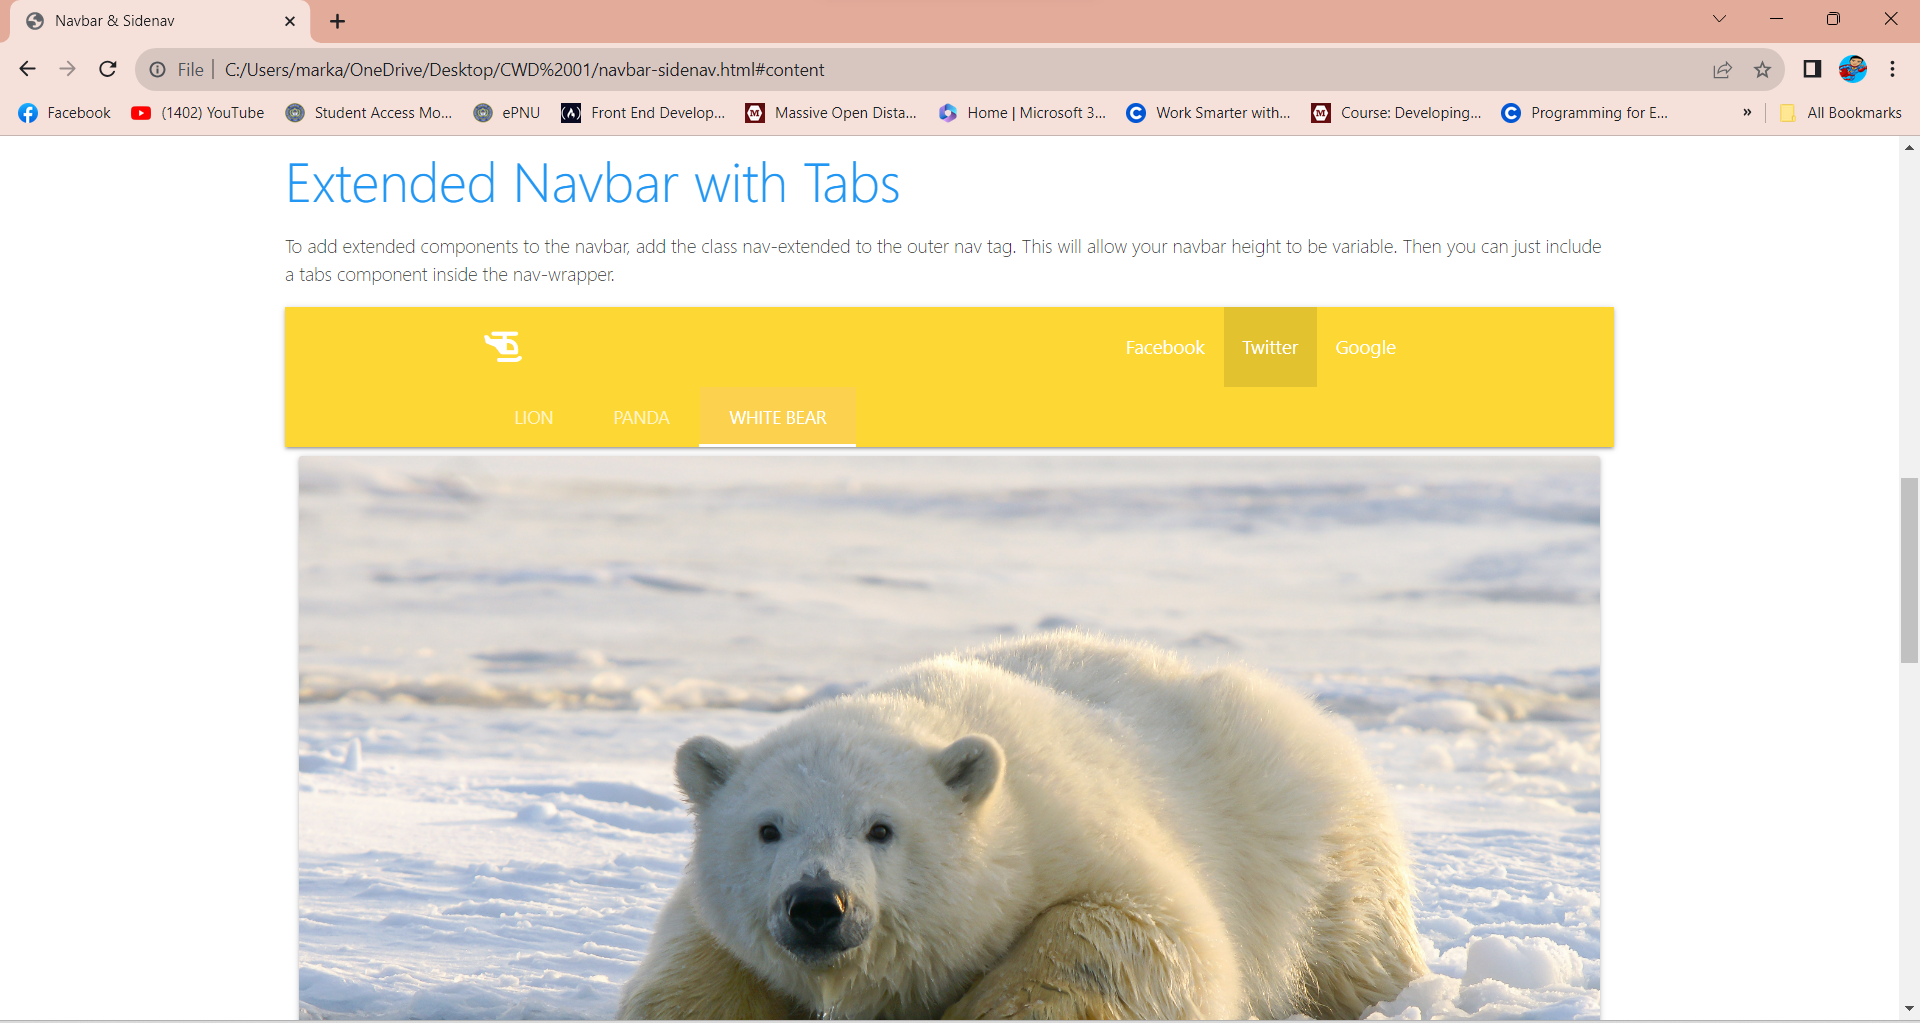 Navbar & Sidenav
File C:/Users/marka/OneDrive/Desktop/CWD%2001/navbar-sidenav.html#content
Facebook (1402) YouTube Student Access Mo... ePNU Front End Develop... Massive Open Dista... Home | Microsoft 3... Work Smarter with... Course: Developing... Programming for E... » All Bookmarks
Extended Navbar with Tabs
To add extended components to the navbar, add the class nav-extended to the outer nav tag. This will allow your navbar height to be variable. Then you can just include
a tabs component inside the nav-wrapper.
Facebook Twitter Google
LION PANDA WHITE BEAR